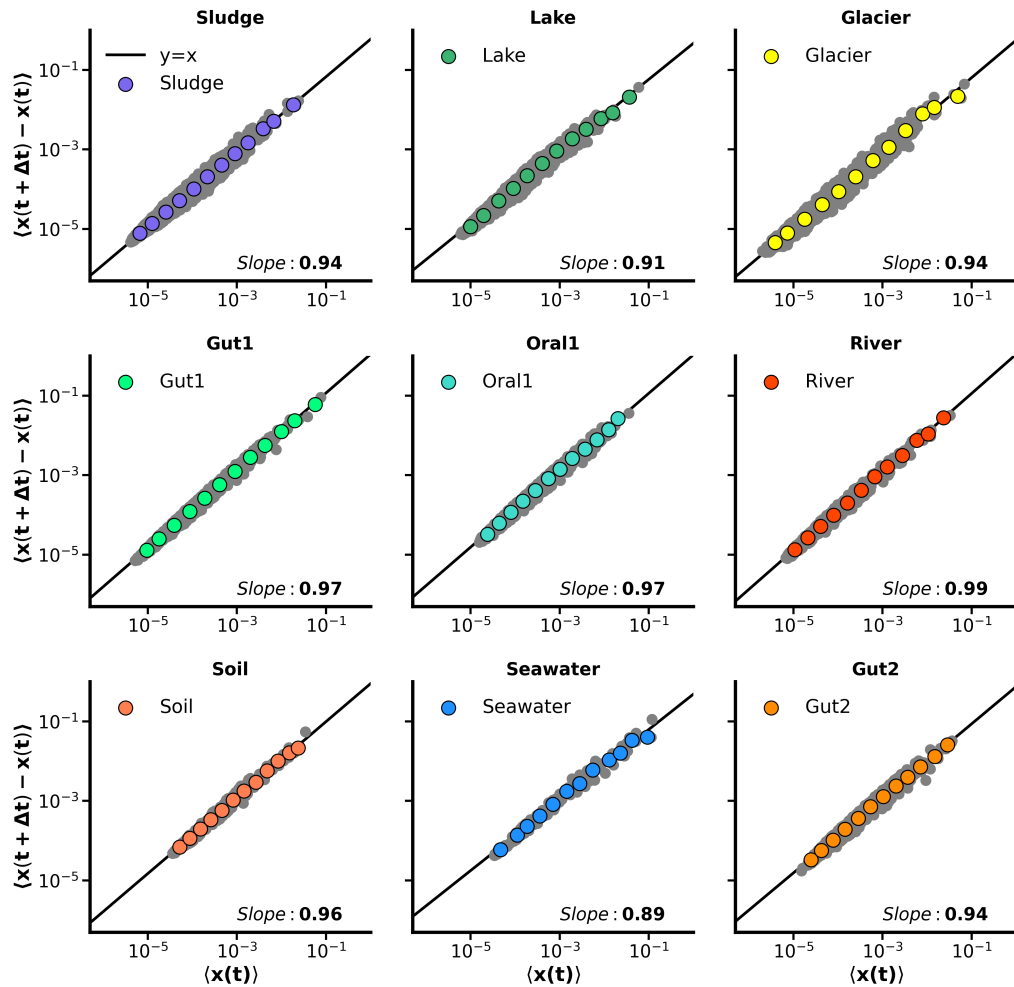 Sludge
Lake
Glacier
⟨x(t + Δt) − x(t)⟩
10⁻¹
10⁻³
10⁻⁵
y=x
Sludge
Lake
Glacier
Slope: 0.94
Slope: 0.91
Slope: 0.94
10⁻⁵ 10⁻³ 10⁻¹
10⁻⁵ 10⁻³ 10⁻¹
10⁻⁵ 10⁻³ 10⁻¹
Gut1
Oral1
River
⟨x(t + Δt) − x(t)⟩
10⁻¹
10⁻³
10⁻⁵
Gut1
Oral1
River
Slope: 0.97
Slope: 0.97
Slope: 0.99
10⁻⁵ 10⁻³ 10⁻¹
10⁻⁵ 10⁻³ 10⁻¹
10⁻⁵ 10⁻³ 10⁻¹
Soil
Seawater
Gut2
⟨x(t + Δt) − x(t)⟩
10⁻¹
10⁻³
10⁻⁵
Soil
Seawater
Gut2
Slope: 0.96
Slope: 0.89
Slope: 0.94
10⁻⁵ 10⁻³ 10⁻¹
10⁻⁵ 10⁻³ 10⁻¹
10⁻⁵ 10⁻³ 10⁻¹
⟨x(t)⟩
⟨x(t)⟩
⟨x(t)⟩